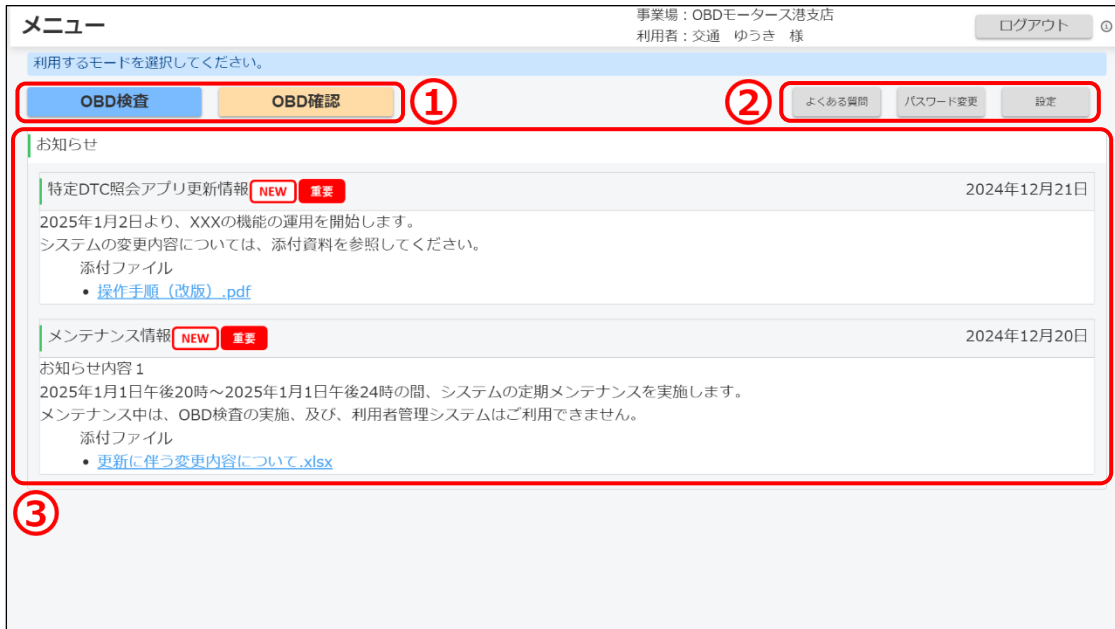 メニュー
事業場：OBDモータース港支店
利用者：交通　ゆうき　様
ログアウト
利用するモードを選択してください。
OBD検査
OBD確認
①
②
よくある質問
パスワード変更
設定
お知らせ
特定DTC照会アプリ更新情報 NEW 重要
2024年12月21日
2025年1月2日より、XXXの機能の運用を開始します。
システムの変更内容については、添付資料を参照してください。
添付ファイル
• 操作手順（改版）.pdf
メンテナンス情報 NEW 重要
2024年12月20日
お知らせ内容１
2025年1月1日午後20時～2025年1月1日午後24時の間、システムの定期メンテナンスを実施します。
メンテナンス中は、OBD検査の実施、及び、利用者管理システムはご利用できません。
添付ファイル
• 更新に伴う変更内容について.xlsx
③